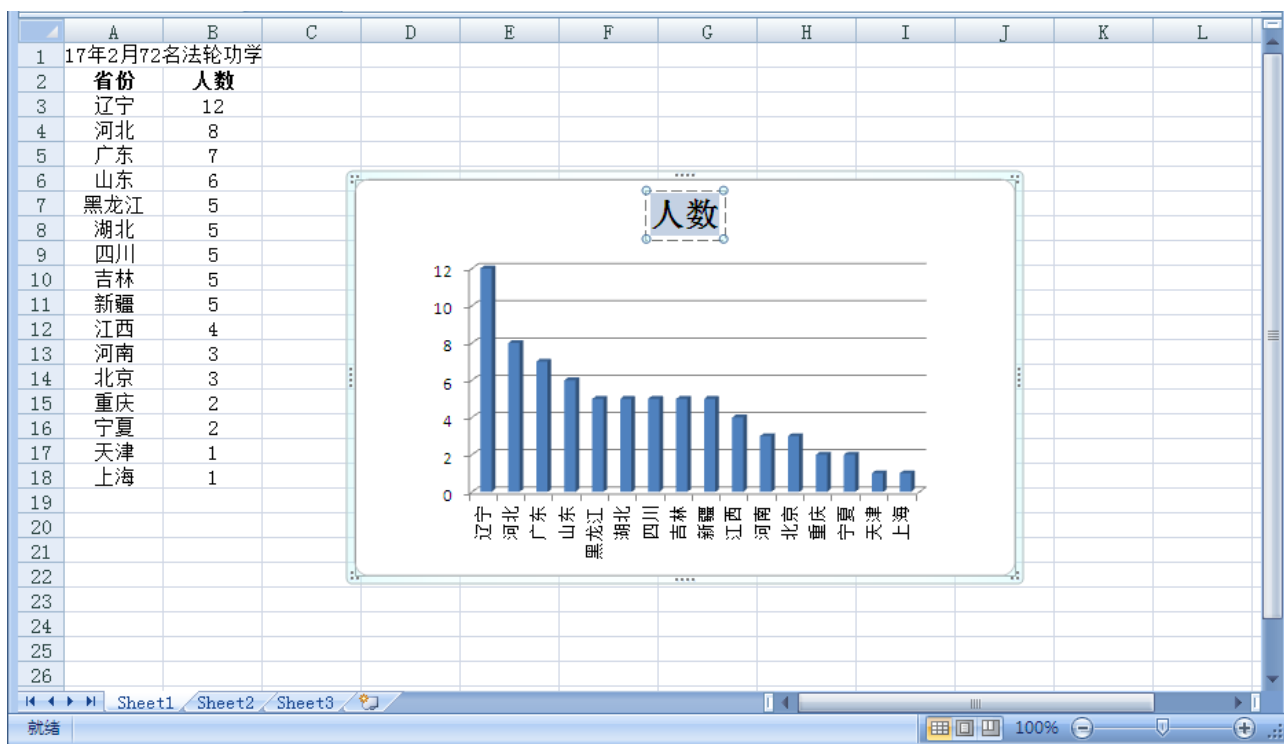 A B C D E F G H I J K L
1 17年2月72名法轮功学
2 省份 人数
3 辽宁 12
4 河北 8
5 广东 7
6 山东 6
7 黑龙江 5
8 湖北 5
9 四川 5
10 吉林 5
11 新疆 5
12 江西 4
13 河南 3
14 北京 3
15 重庆 2
16 宁夏 2
17 天津 1
18 上海 1
19
20
21
22
23
24
25
26
人数
12
10
8
6
4
2
0
辽宁 河北 广东 山东 黑龙江 湖北 四川 吉林 新疆 江西 河南 北京 重庆 宁夏 天津 上海
Sheet1 Sheet2 Sheet3
就绪 100%